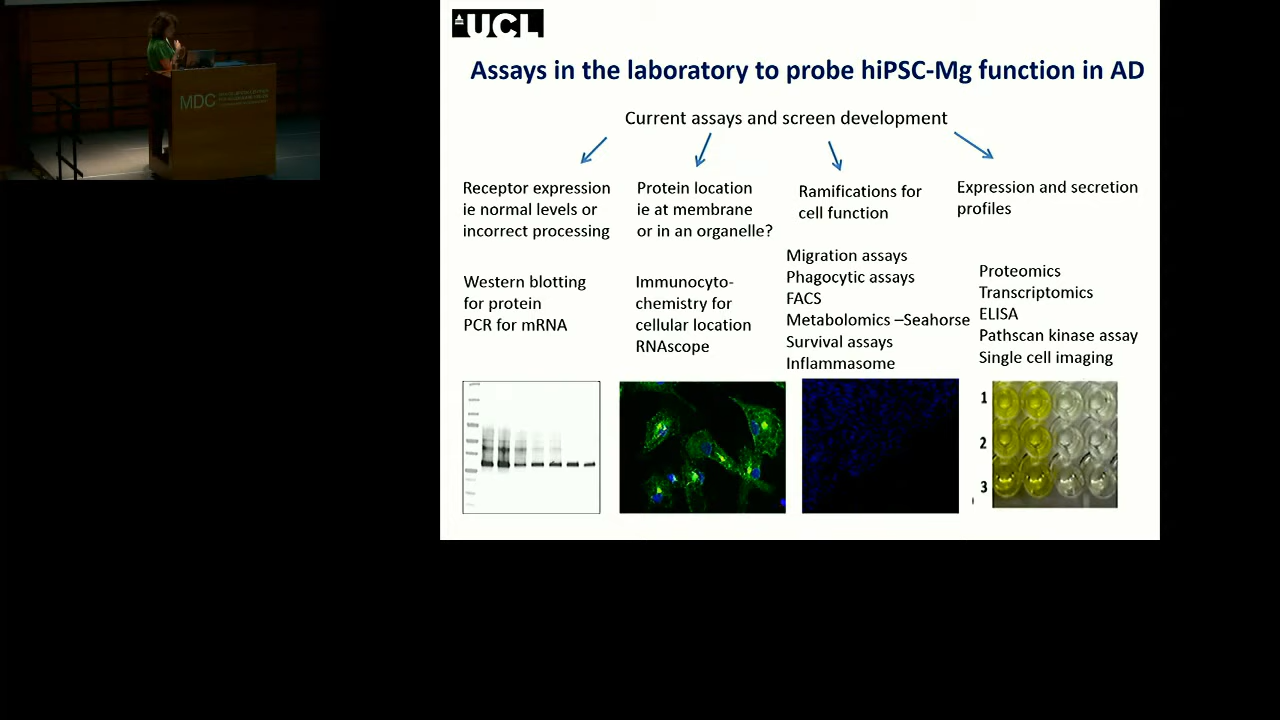 UCL
Assays in the laboratory to probe hiPSC-Mg function in AD
Current assays and screen development
Receptor expression
ie normal levels or
incorrect processing
Protein location
ie at membrane
or in an organelle?
Ramifications for
cell function
Expression and secretion
profiles
Western blotting
for protein
PCR for mRNA
Immunocyto-
chemistry for
cellular location
RNAscope
Migration assays
Phagocytic assays
FACS
Metabolomics –Seahorse
Survival assays
Inflammasome
Proteomics
Transcriptomics
ELISA
Pathscan kinase assay
Single cell imaging
1
2
3
MDC